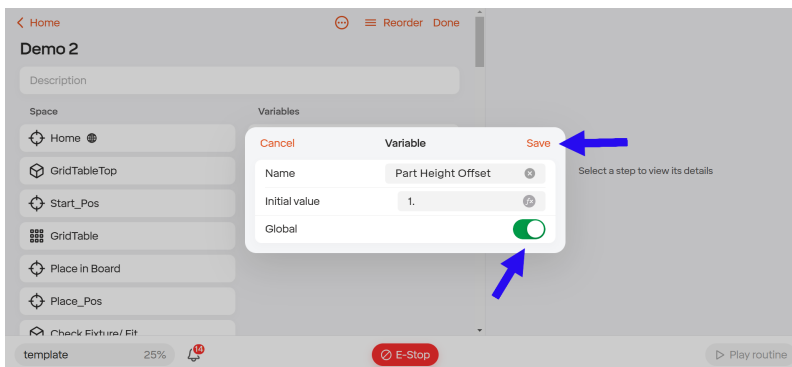 Home
Reorder Done
Demo 2
Description
Space
Variables
Home
GridTableTop
Start_Pos
GridTable
Place in Board
Place_Pos
Check Fixture/ Fit
Cancel
Variable
Save
Name
Part Height Offset
Initial value
1.
fx
Global
Select a step to view its details
template
25%
14
E-Stop
Play routine